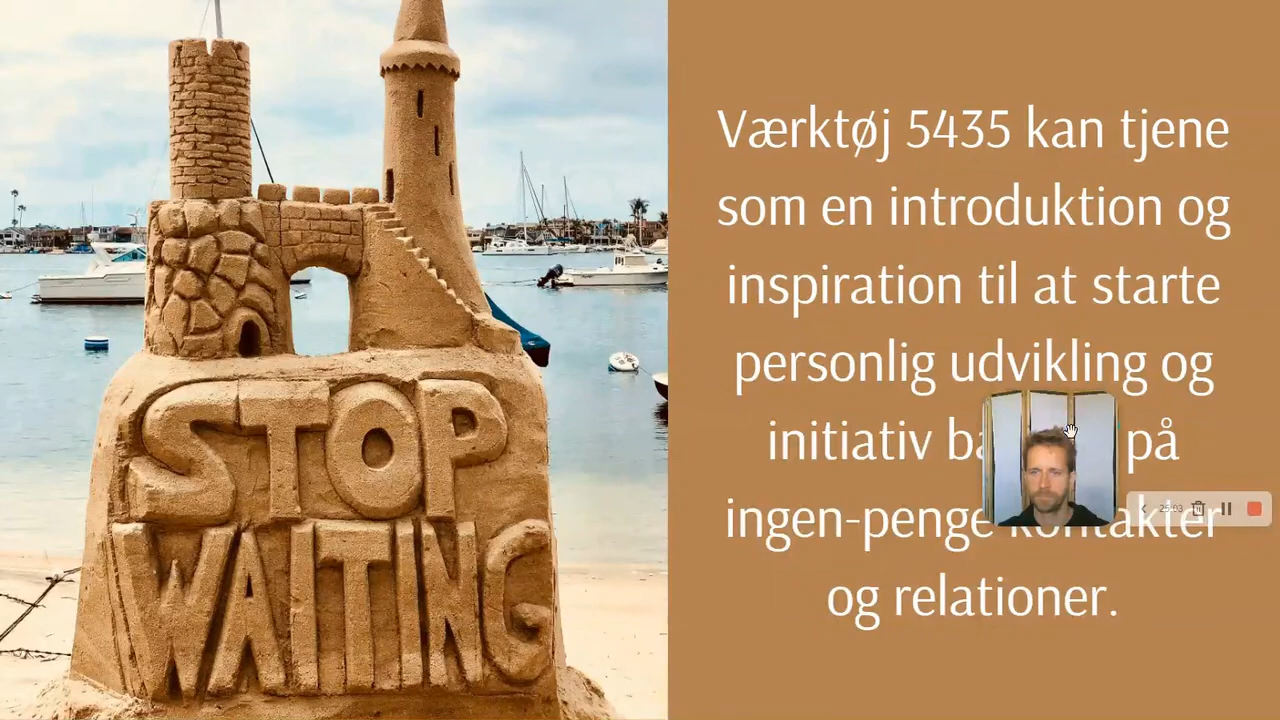 STOP
WAITING
Værktøj 5435 kan tjene
som en introduktion og
inspiration til at starte
personlig udvikling og
initiativ på
ingen-penge kontakter
og relationer.